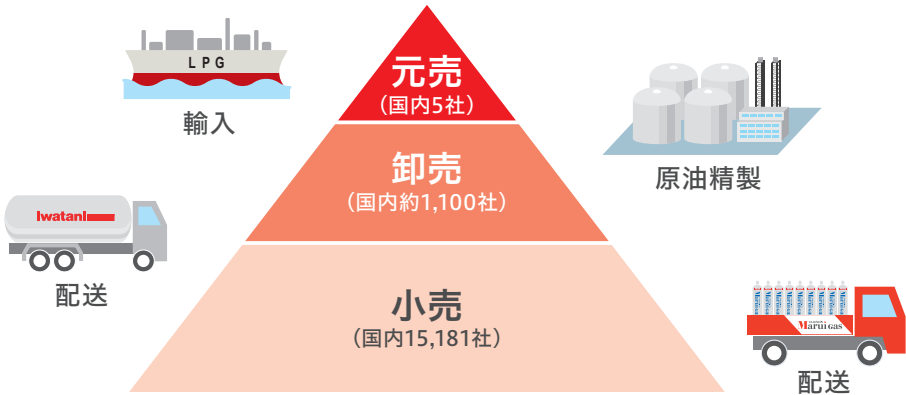 LPG
輸入
元売
（国内5社）
原油精製
卸売
（国内約1,100社）
Iwatani
配送
小売
（国内15,181社）
Marui Gas
配送